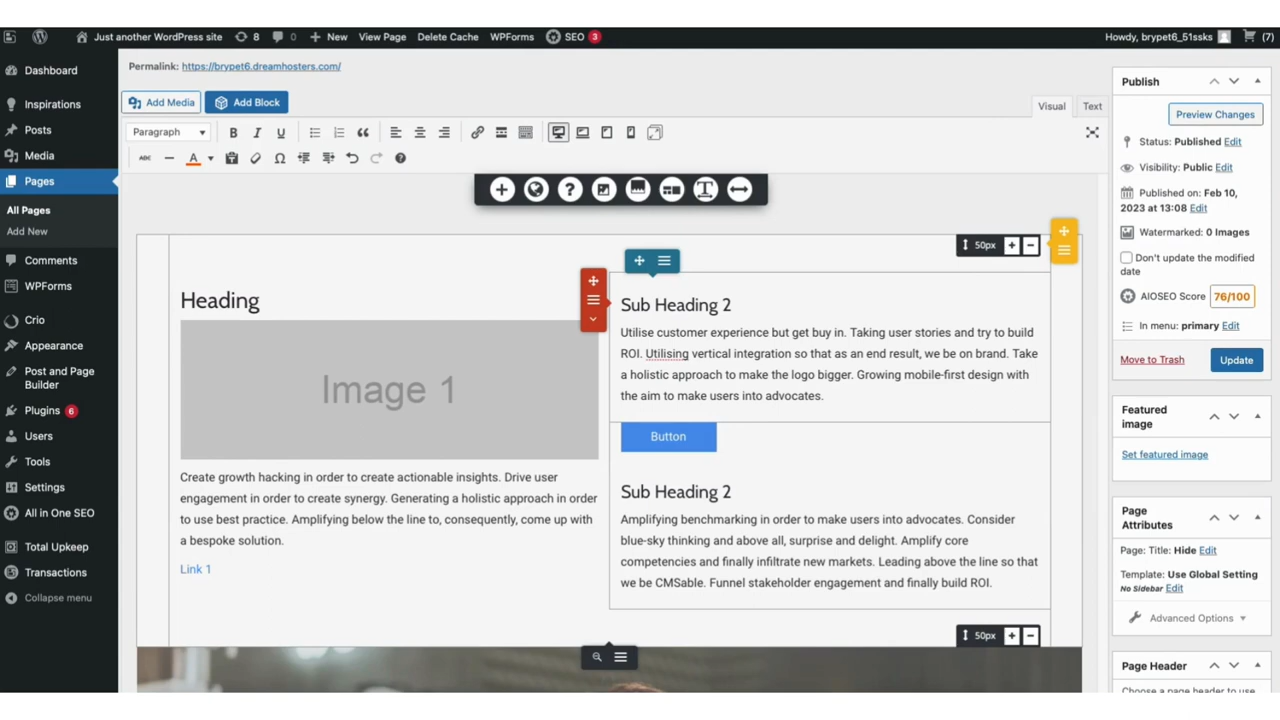 Just another WordPress site 8 0 New View Page Delete Cache WPForms SEO 3 Howdy, brypet6_51ssks (7)
Dashboard
Inspirations
Posts
Media
Pages
All Pages
Add New
Comments
WPForms
Crio
Appearance
Post and Page
Builder
Plugins 6
Users
Tools
Settings
All in One SEO
Total Upkeep
Transactions
Collapse menu
Permalink: https://brypet6.dreamhosters.com/
Add Media Add Block
Visual Text
Paragraph B I U
ABC A
50px + −
Heading
Image 1
Create growth hacking in order to create actionable insights. Drive user
engagement in order to create synergy. Generating a holistic approach in order
to use best practice. Amplifying below the line to, consequently, come up with
a bespoke solution.
Link 1
Sub Heading 2
Utilise customer experience but get buy in. Taking user stories and try to build
ROI. Utilising vertical integration so that as an end result, we be on brand. Take
a holistic approach to make the logo bigger. Growing mobile-first design with
the aim to make users into advocates.
Button
Sub Heading 2
Amplifying benchmarking in order to make users into advocates. Consider
blue-sky thinking and above all, surprise and delight. Amplify core
competencies and finally infiltrate new markets. Leading above the line so that
we be CMSable. Funnel stakeholder engagement and finally build ROI.
50px + −
Publish
Preview Changes
Status: Published Edit
Visibility: Public Edit
Published on: Feb 10,
2023 at 13:08 Edit
Watermarked: 0 Images
Don't update the modified
date
AIOSEO Score 76/100
In menu: primary Edit
Move to Trash Update
Featured
image
Set featured image
Page
Attributes
Page: Title: Hide Edit
Template: Use Global Setting
No Sidebar Edit
Advanced Options
Page Header
Choose a page header to use